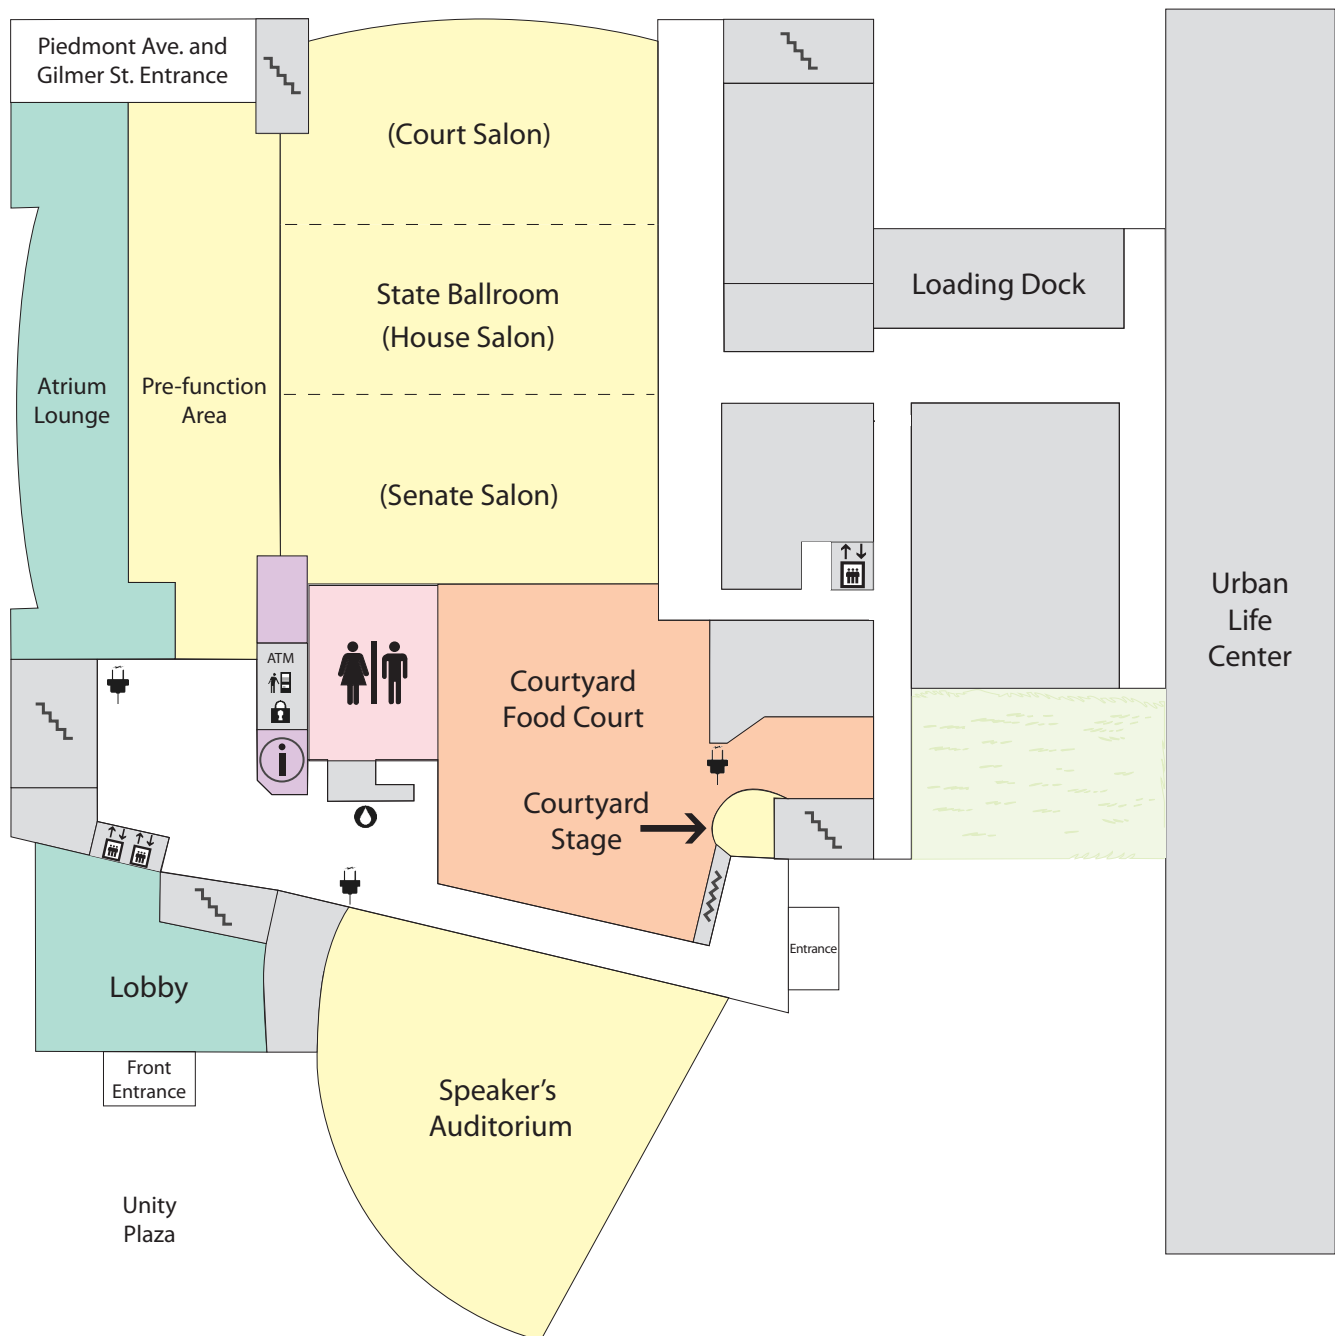 Piedmont Ave. and
Gilmer St. Entrance
(Court Salon)
State Ballroom
(House Salon)
Loading Dock
Atrium
Lounge
Pre-function
Area
(Senate Salon)
Urban
Life
Center
ATM
Courtyard
Food Court
Courtyard
Stage
Entrance
Lobby
Front
Entrance
Speaker’s
Auditorium
Unity
Plaza